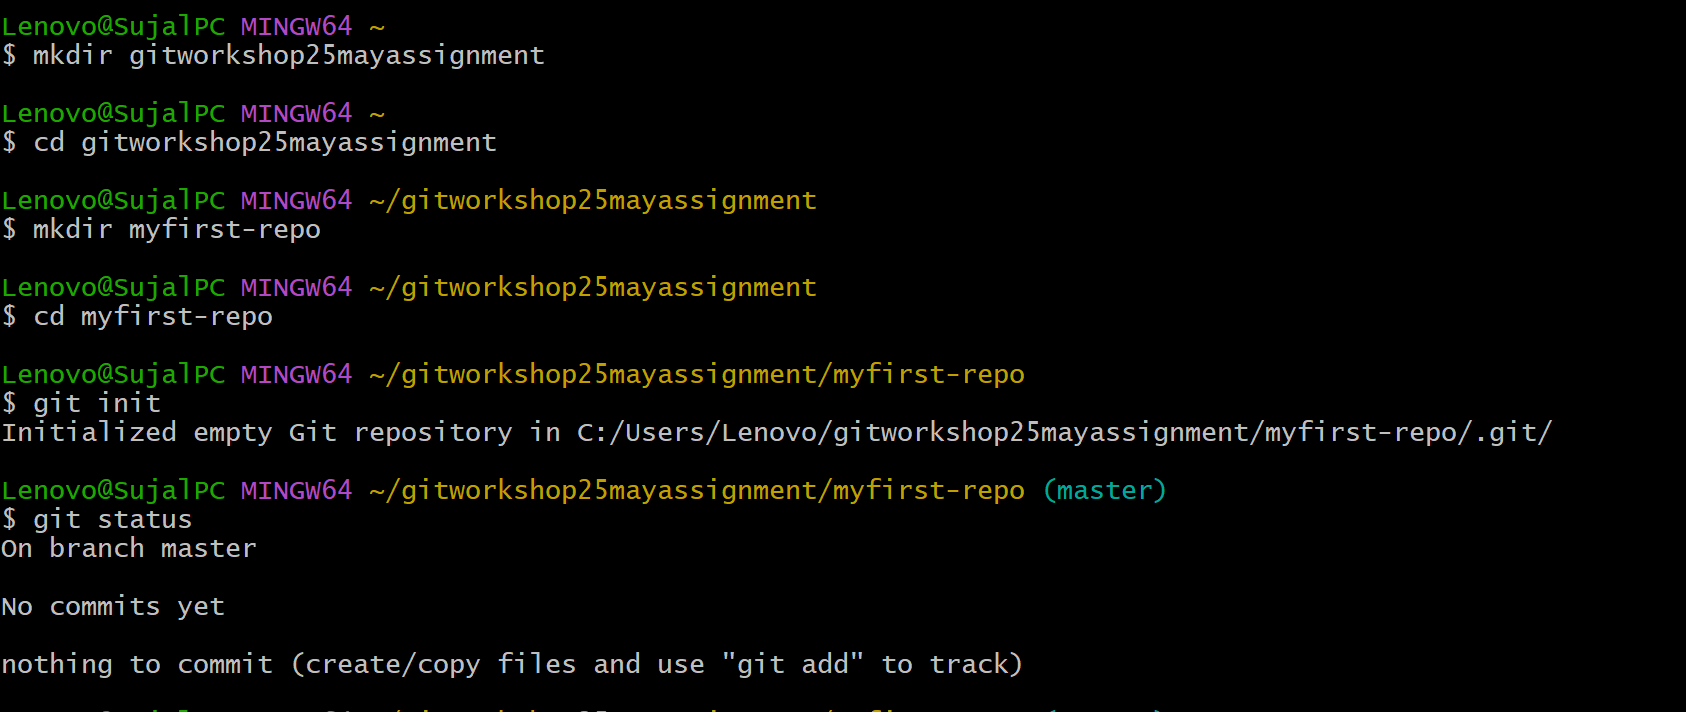 Lenovo@SujalPC MINGW64 ~
$ mkdir gitworkshop25mayassignment
Lenovo@SujalPC MINGW64 ~
$ cd gitworkshop25mayassignment
Lenovo@SujalPC MINGW64 ~/gitworkshop25mayassignment
$ mkdir myfirst-repo
Lenovo@SujalPC MINGW64 ~/gitworkshop25mayassignment
$ cd myfirst-repo
Lenovo@SujalPC MINGW64 ~/gitworkshop25mayassignment/myfirst-repo
$ git init
Initialized empty Git repository in C:/Users/Lenovo/gitworkshop25mayassignment/myfirst-repo/.git/
Lenovo@SujalPC MINGW64 ~/gitworkshop25mayassignment/myfirst-repo (master)
$ git status
On branch master
No commits yet
nothing to commit (create/copy files and use "git add" to track)